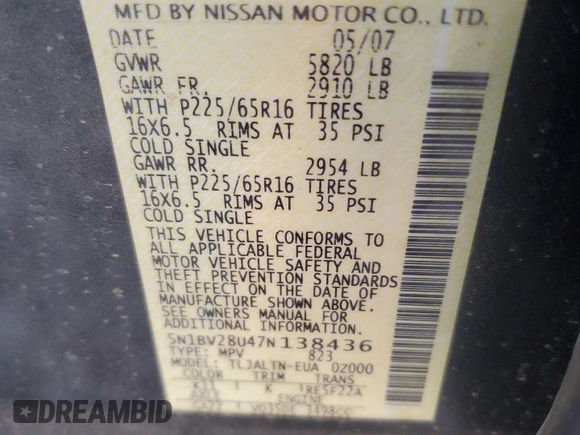 MFD BY NISSAN MOTOR CO., LTD.
DATE 05/07
GVWR 5820 LB
GAWR FR. 2910 LB
WITH P225/65R16 TIRES
16X6.5 RIMS AT 35 PSI
COLD SINGLE
GAWR RR. 2954 LB
WITH P225/65R16 TIRES
16X6.5 RIMS AT 35 PSI
COLD SINGLE
THIS VEHICLE CONFORMS TO
ALL APPLICABLE FEDERAL
MOTOR VEHICLE SAFETY AND
THEFT PREVENTION STANDARDS
IN EFFECT ON THE DATE OF
MANUFACTURE SHOWN ABOVE.
SEE OWNERS MANUAL FOR
ADDITIONAL INFORMATION.
5N1BV28U47N138436
TYPE: MPV 823
MODEL: TLJALTN-EUA 0Z000
COLOR TRIM TRANS
K11 K RE5F22A
AXLE ENGINE
VQ35DE 3498CC
DREAMBID